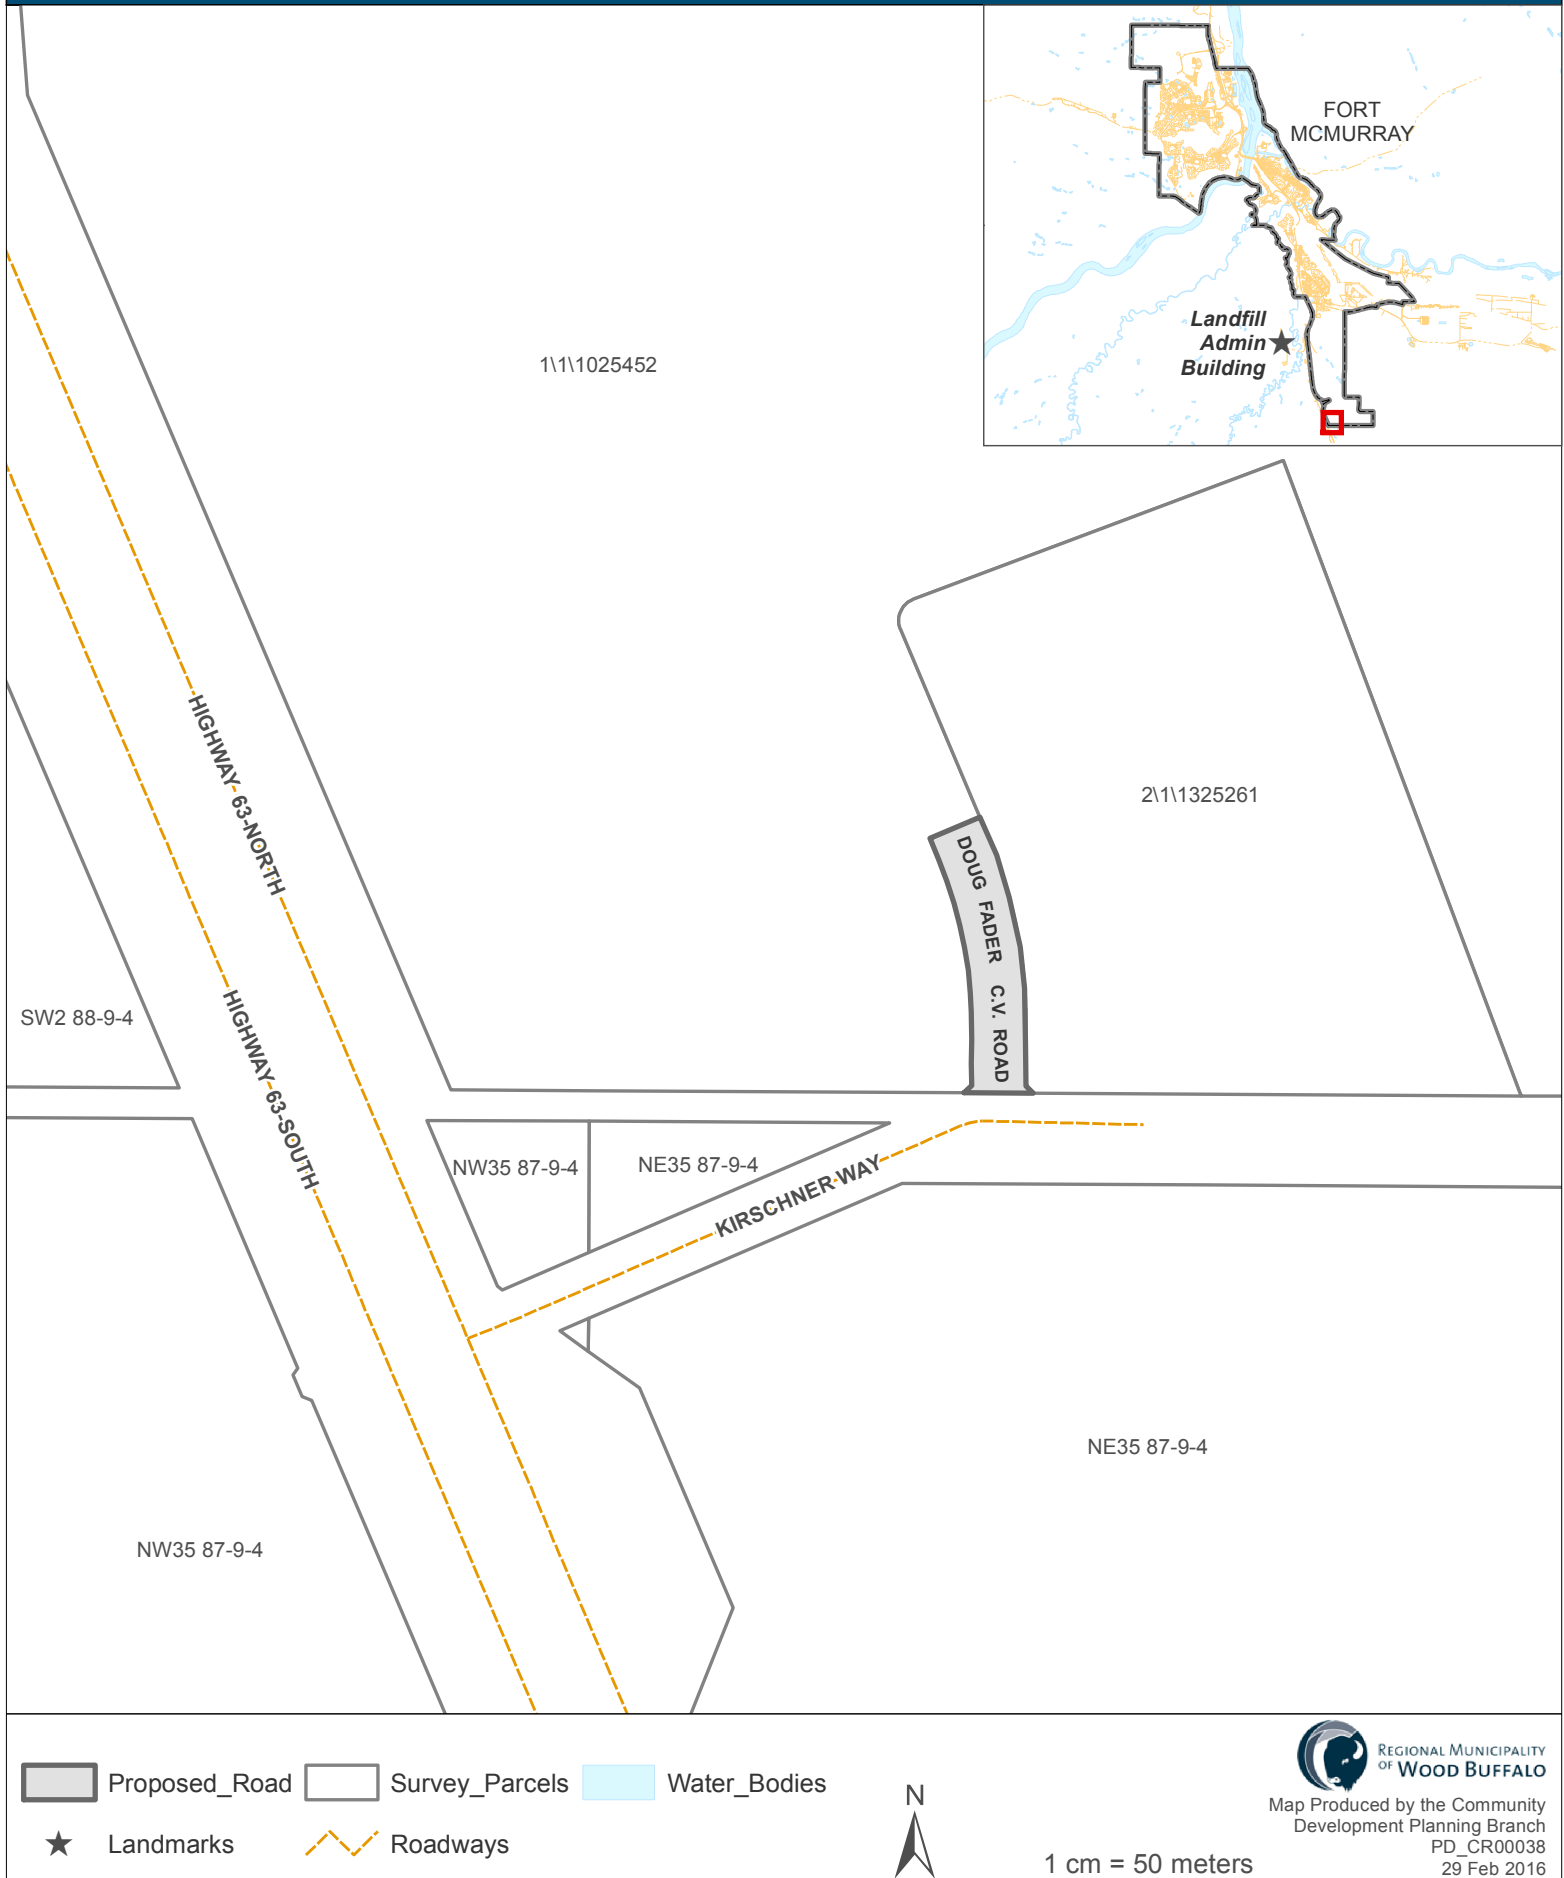 FORT
MCMURRAY
Landfill
Admin
Building
1\1\1025452
2\1\1325261
HIGHWAY 63 NORTH
DOUG FADER C.V. ROAD
SW2 88-9-4
HIGHWAY 63 SOUTH
NW35 87-9-4
NE35 87-9-4
KIRSCHNER WAY
NE35 87-9-4
NW35 87-9-4
Proposed_Road
Survey_Parcels
Water_Bodies
Landmarks
Roadways
N
1 cm = 50 meters
REGIONAL MUNICIPALITY
OF WOOD BUFFALO
Map Produced by the Community
Development Planning Branch
PD_CR00038
29 Feb 2016